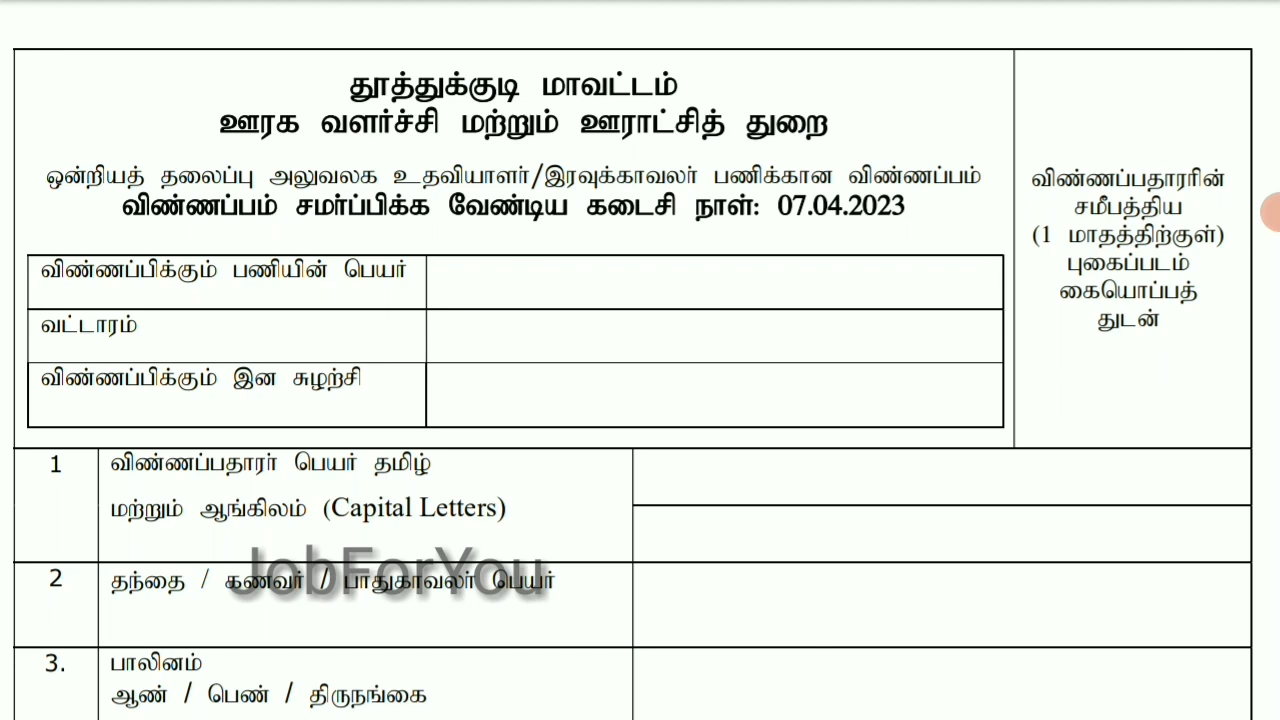 தூத்துக்குடி மாவட்டம்
ஊரக வளர்ச்சி மற்றும் ஊராட்சித் துறை
ஒன்றியத் தலைப்பு அலுவலக உதவியாளர்/இரவுக்காவலர் பணிக்கான விண்ணப்பம்
விண்ணப்பம் சமர்ப்பிக்க வேண்டிய கடைசி நாள்: 07.04.2023
விண்ணப்பதாரரின்
சமீபத்திய
(1 மாதத்திற்குள்)
புகைப்படம்
கையொப்பத்
துடன்
விண்ணப்பிக்கும் பணியின் பெயர்
வட்டாரம்
விண்ணப்பிக்கும் இன சுழற்சி
1 விண்ணப்பதாரர் பெயர் தமிழ்
மற்றும் ஆங்கிலம் (Capital Letters)
JobForYou
2 தந்தை / கணவர் / பாதுகாவலர் பெயர்
3. பாலினம்
ஆண் / பெண் / திருநங்கை